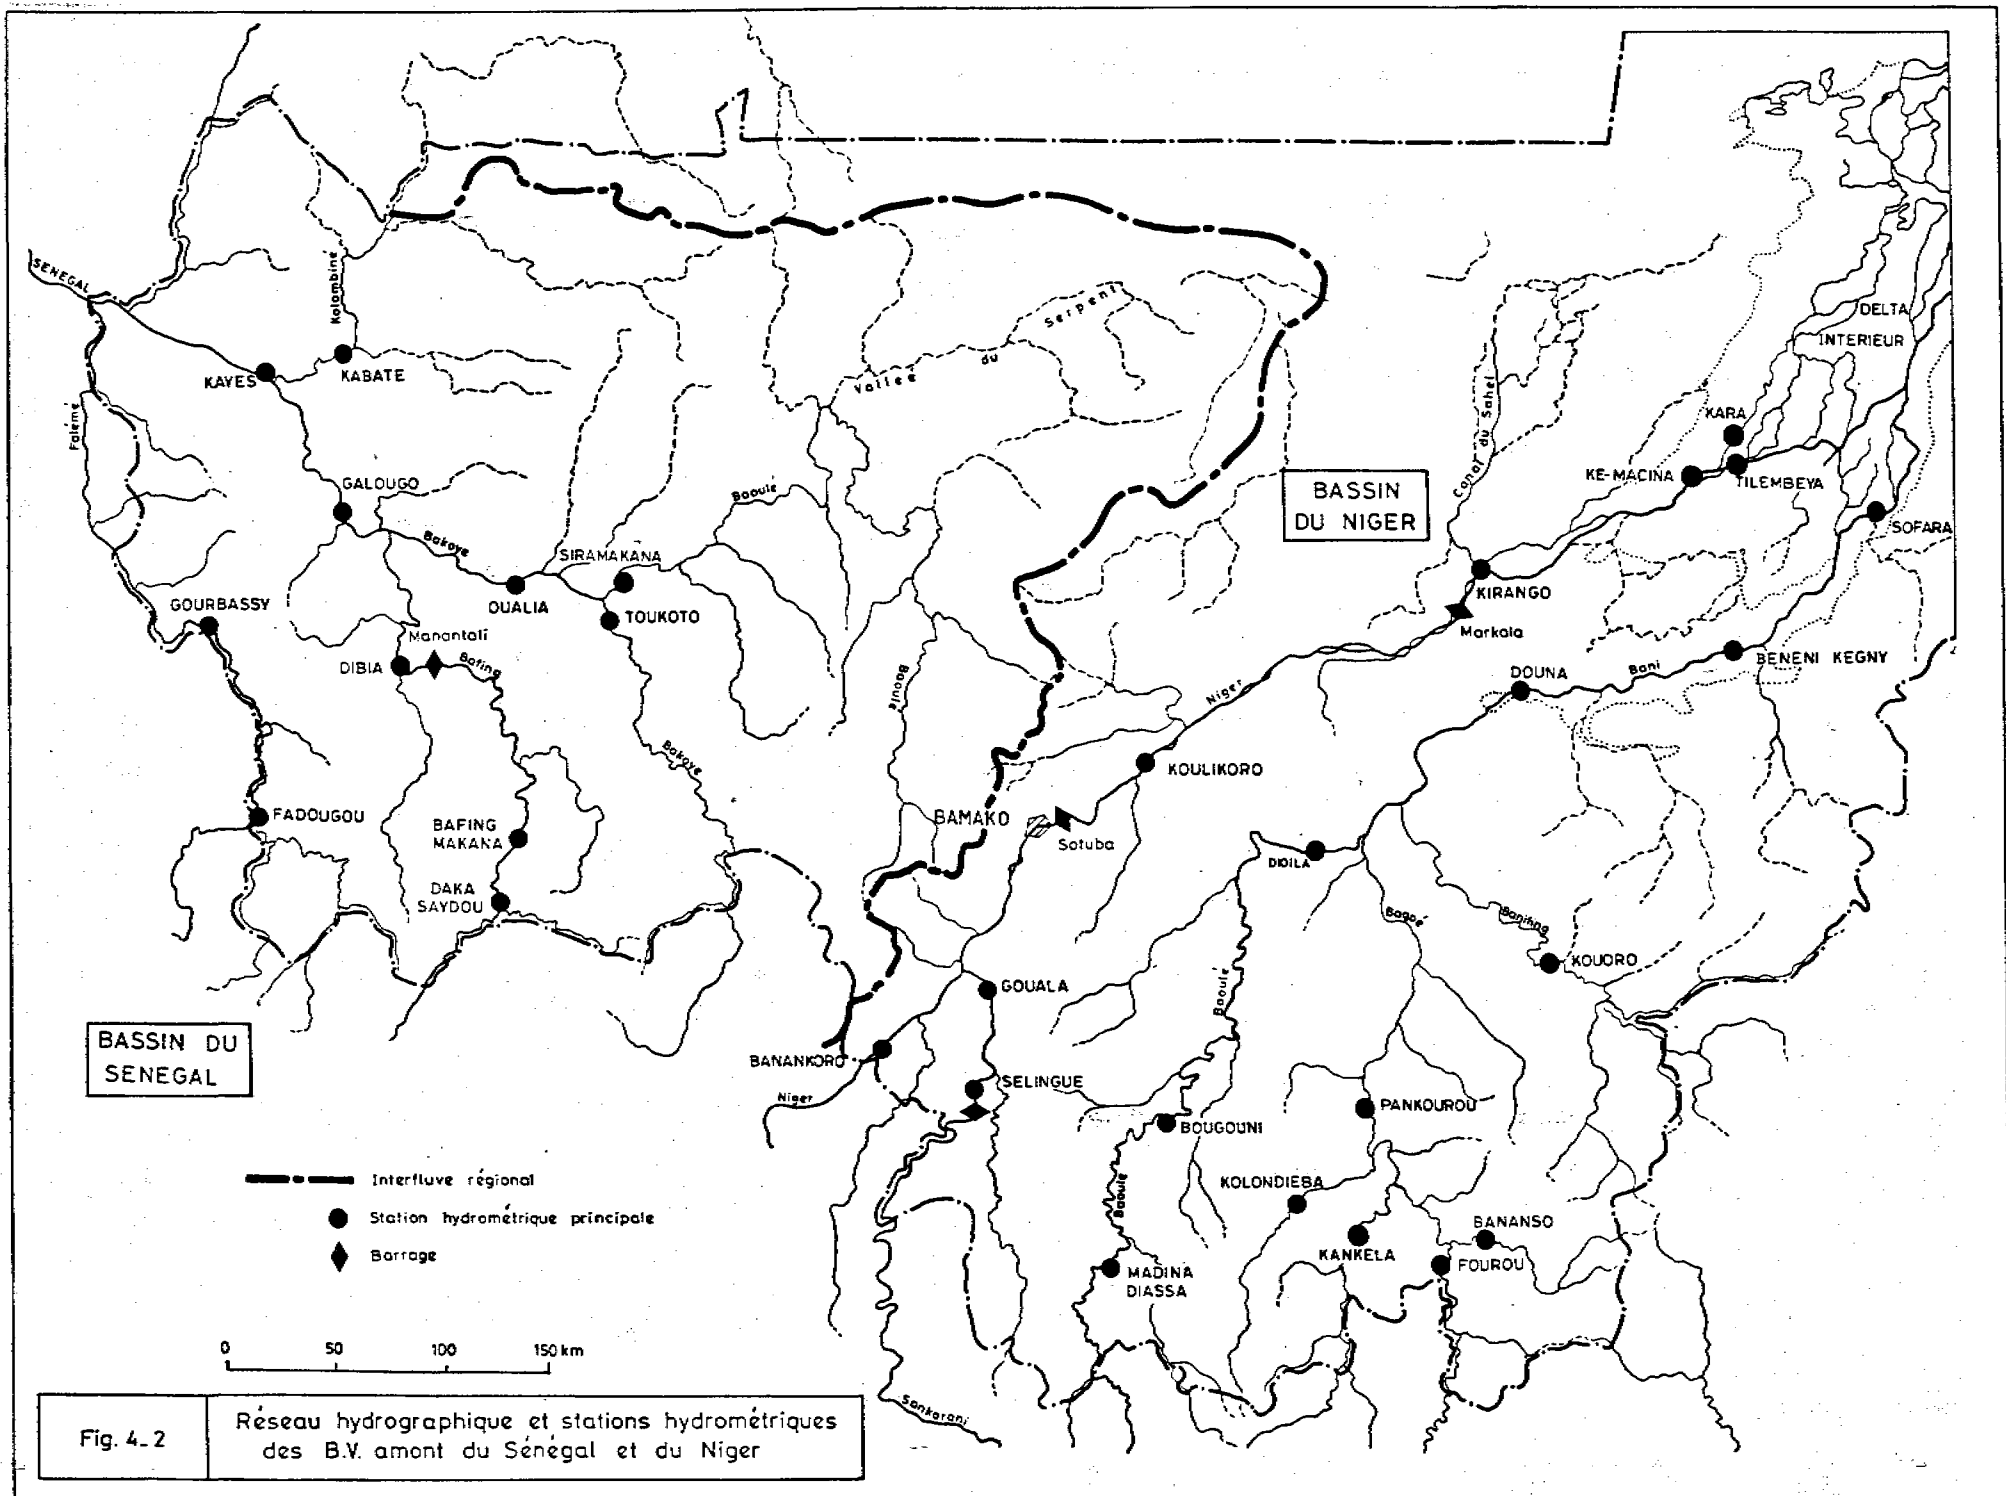 SENEGAL
Kolombiné
KAYES
KABATE
Falémé
Vallée du Serpent
DELTA
INTERIEUR
Canal du Sahel
KARA
KE-MACINA
TILEMBEYA
SOFARA
BASSIN
DU NIGER
GALOUGO
Baoulé
Bakoye
SIRAMAKANA
OUALIA
TOUKOTO
KIRANGO
Markala
GOURBASSY
Manantali
DIBIA
Bafing
Baoulé
Niger
DOUNA
Bani
BENENI KEGNY
Bakoye
KOULIKORO
FADOUGOU
BAFING
MAKANA
BAMAKO
Sotuba
DIOILA
DAKA
SAYDOU
Bagoé
Banifing
KOUORO
Baoulé
GOUALA
BASSIN DU
SENEGAL
BANANKORO
SELINGUE
Niger
PANKOUROU
BOUGOUNI
Interfluve régional
Station hydrométrique principale
Barrage
Baoulé
KOLONDIEBA
BANANSO
KANKELA
FOUROU
MADINA
DIASSA
0 50 100 150 km
Sankarani
Fig. 4_2
Réseau hydrographique et stations hydrométriques
des B.V. amont du Sénégal et du Niger